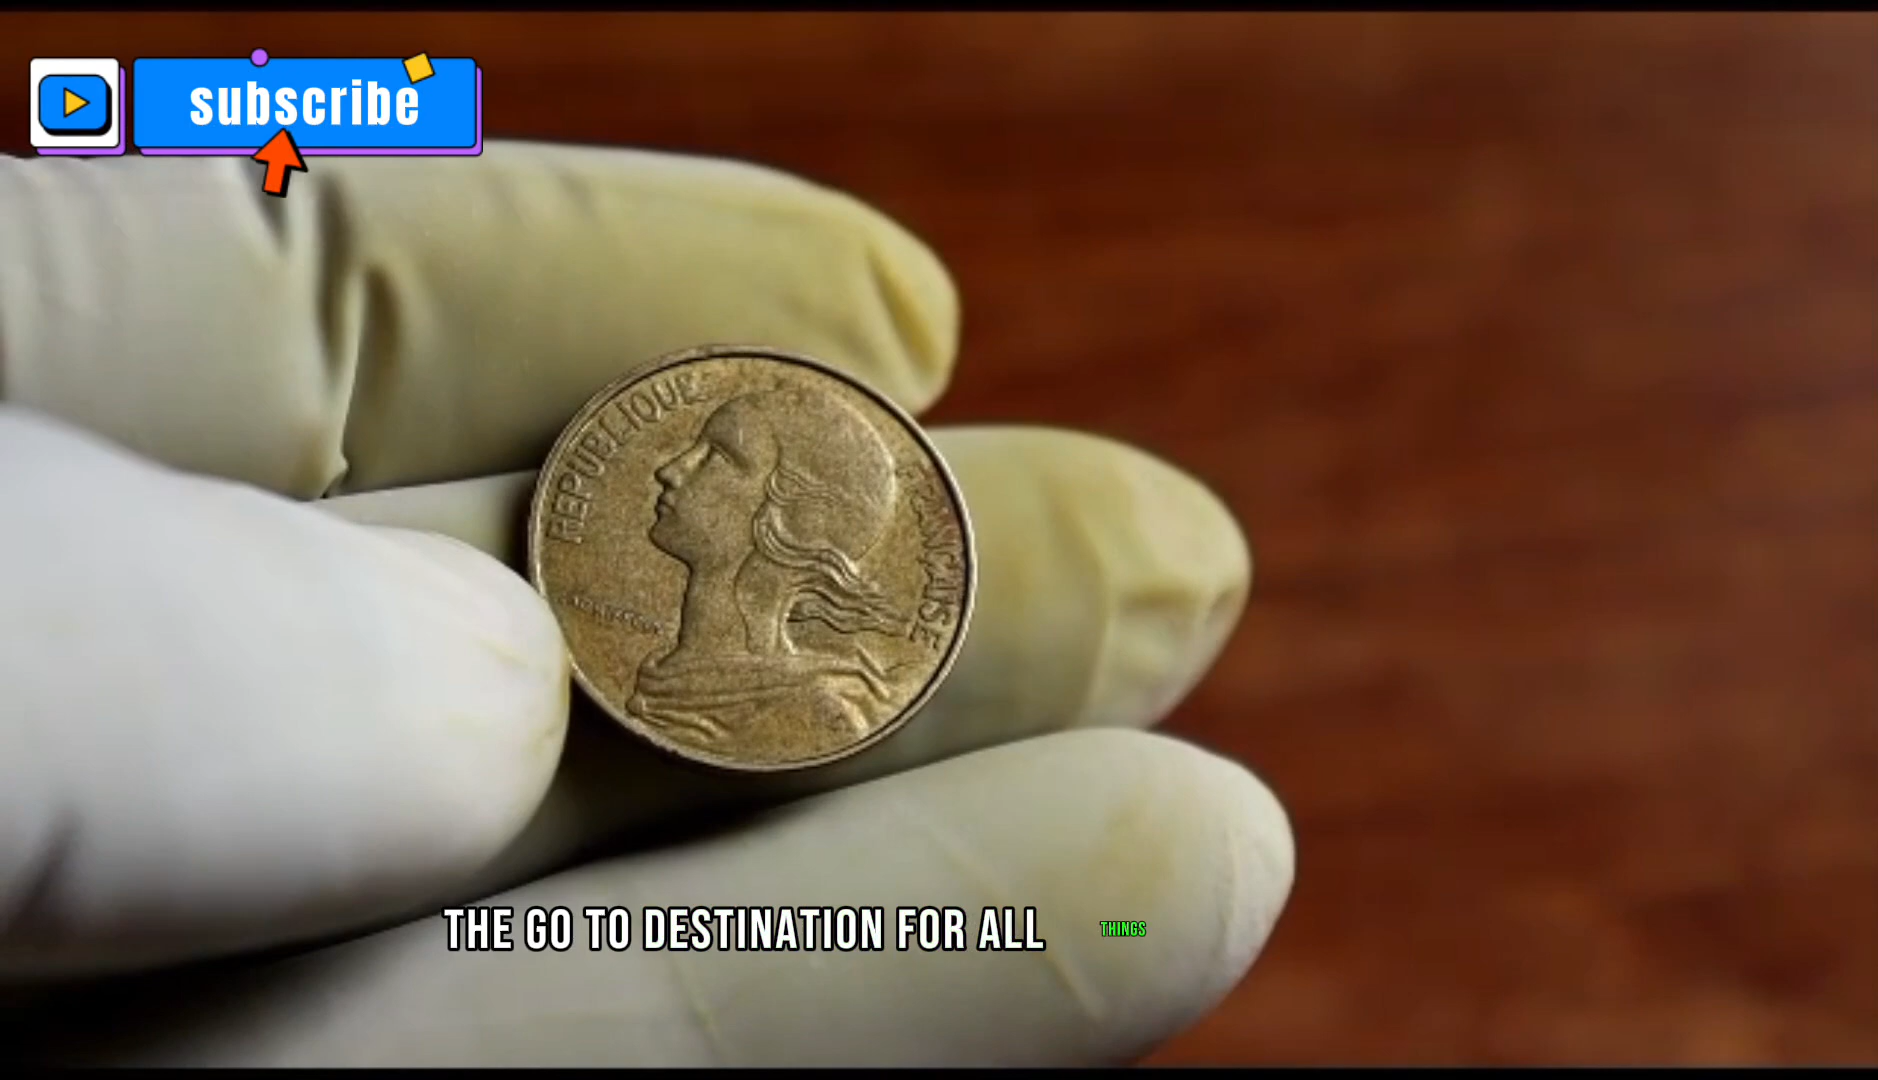 subscribe
REPUBLIQUE
FRANCAISE
THE GO TO DESTINATION FOR ALL THINGS